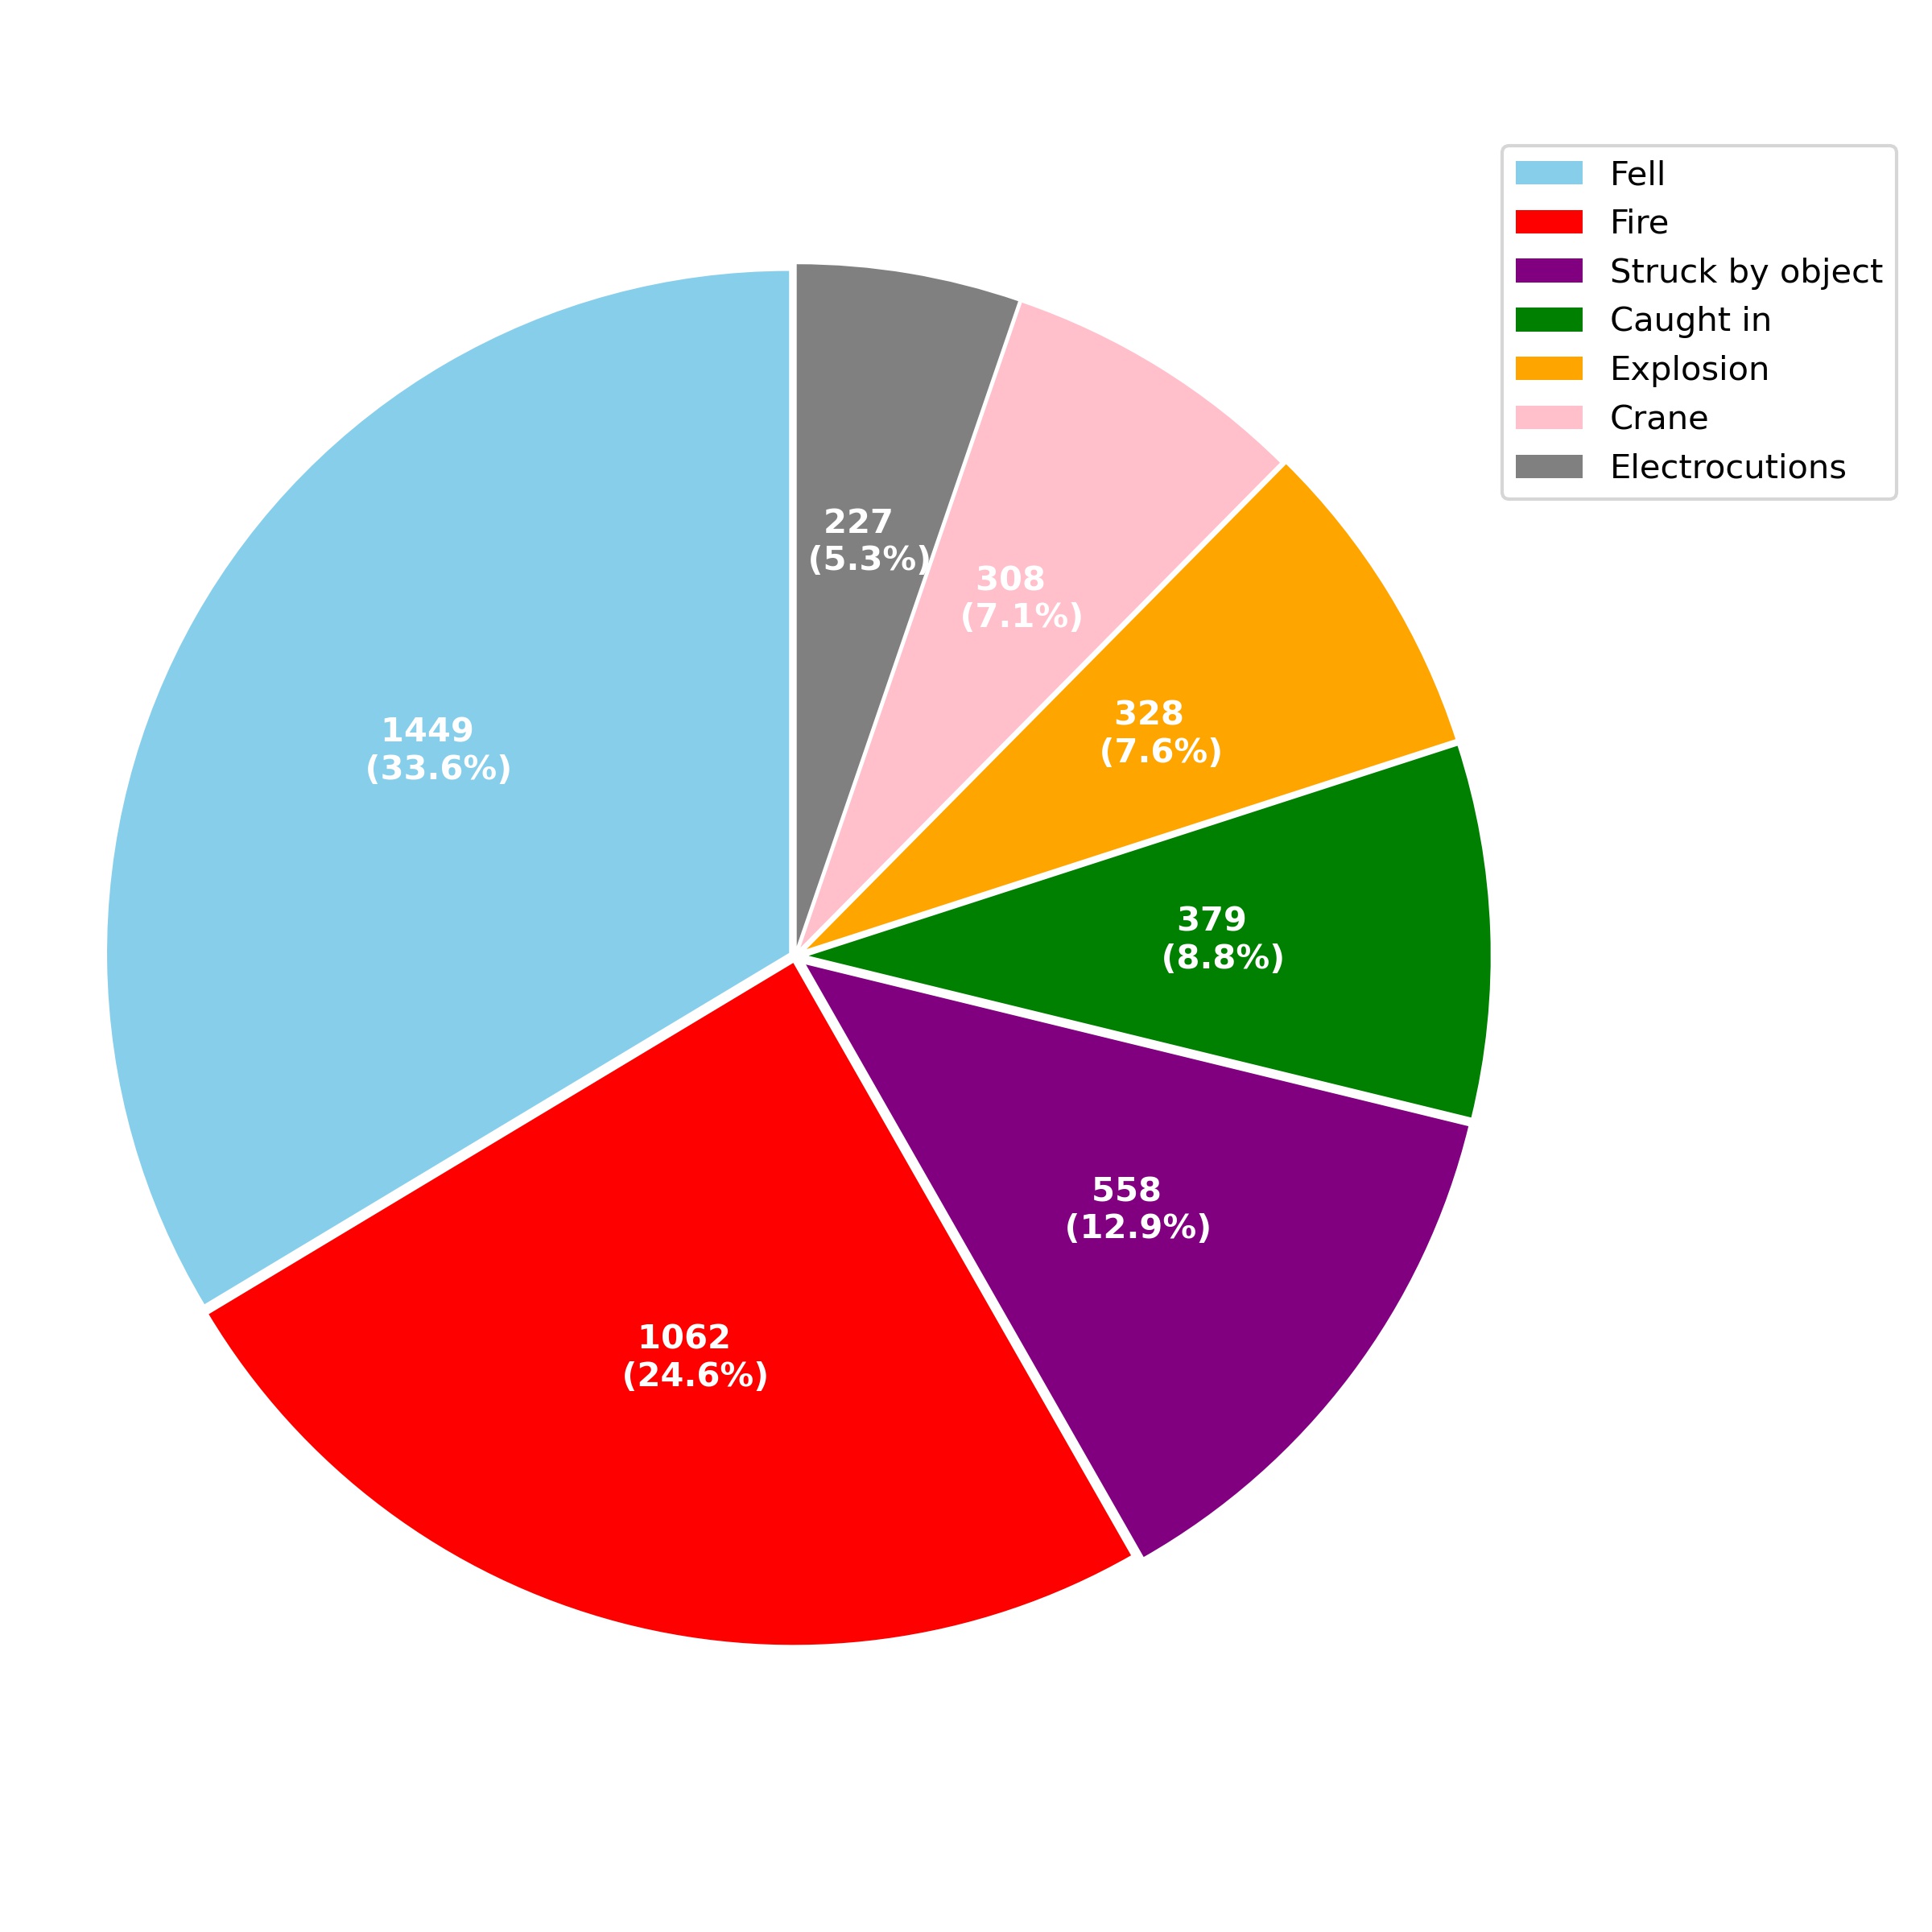 Fell
Fire
Struck by object
Caught in
Explosion
Crane
Electrocutions
227
(5.3%)
308
(7.1%)
328
(7.6%)
1449
(33.6%)
379
(8.8%)
558
(12.9%)
1062
(24.6%)